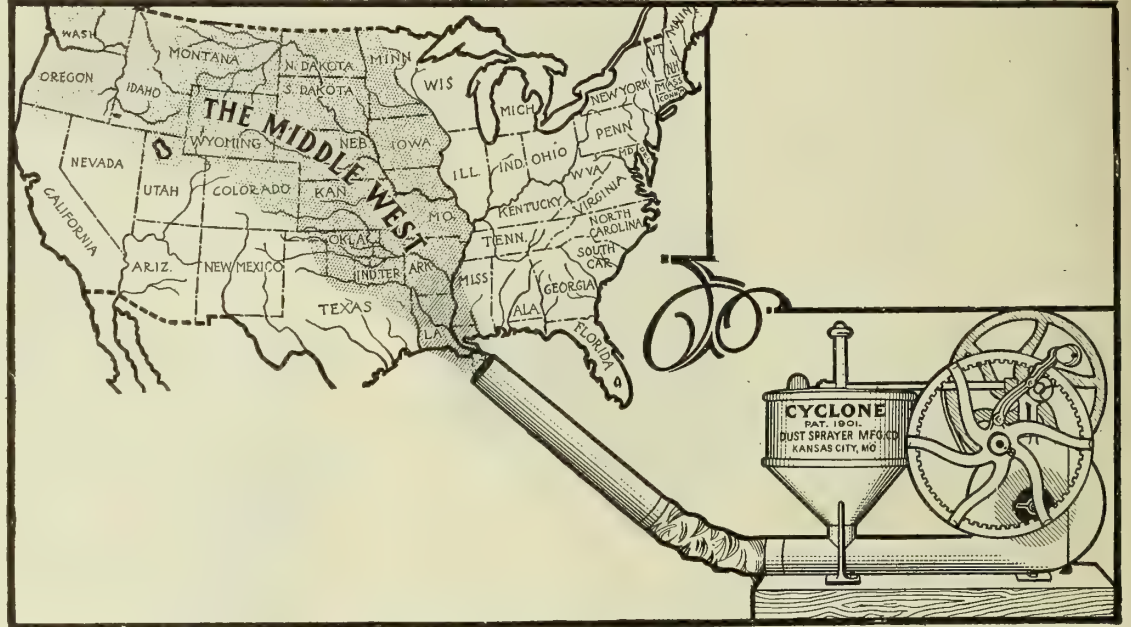 WASH
MONTANA
N. DAKOTA
MINN
OREGON
IDAHO
S. DAKOTA
WIS
MICH
NEW YORK
VT
NH
MAINE
MASS
CONN
THE MIDDLE WEST
WYOMING
NEB
IOWA
PENN
NEVADA
UTAH
COLORADO
KAN.
MO.
ILL.
IND.
OHIO
W.VA
MD.
VIRGINIA
KENTUCKY
CALIFORNIA
ARIZ.
NEW MEXICO
OKLA.
IND. TER
ARK
TENN.
NORTH
CAROLINA
SOUTH
CAR
TEXAS
LA.
MISS
ALA
GEORGIA
FLORIDA
CYCLONE
PAT. 1901.
DUST SPRAYER MFG. CO
KANSAS CITY, MO